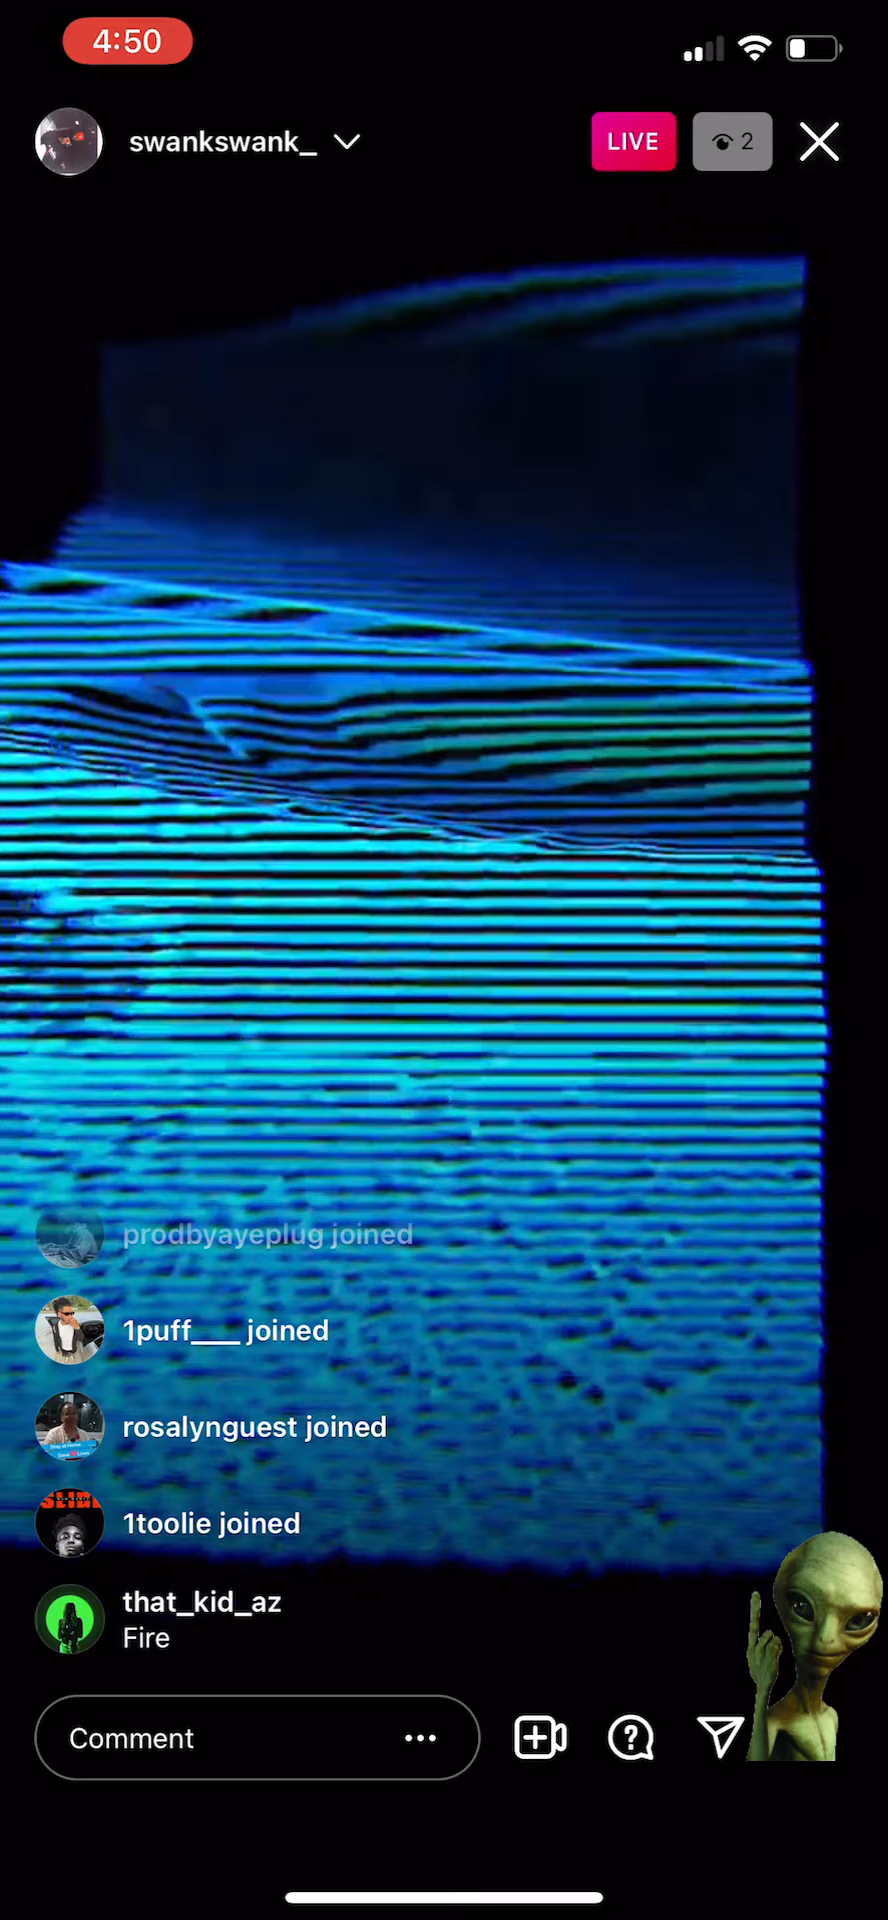 4:50
swankswank_
LIVE
2
prodbyayeplug joined
1puff___ joined
rosalynguest joined
1toolie joined
that_kid_az
Fire
Comment